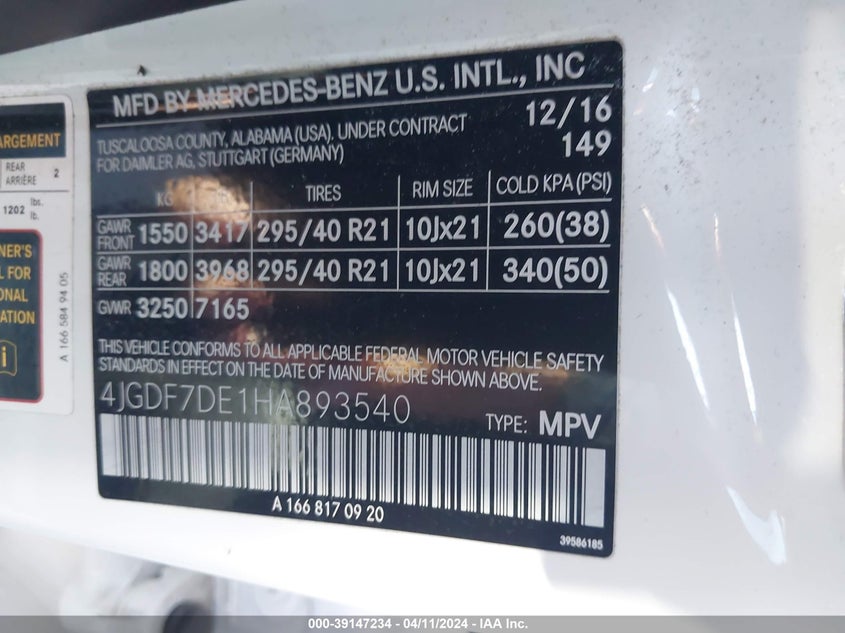 ARGEMENT
REAR
ARRIÈRE
2
1202 lbs.
lb.
NER'S
L FOR
ONAL
ATION
i
A 166 584 94 05
MFD BY MERCEDES-BENZ U.S. INTL., INC
TUSCALOOSA COUNTY, ALABAMA (USA). UNDER CONTRACT
FOR DAIMLER AG, STUTTGART (GERMANY)
12/16
149
KG TIRES RIM SIZE COLD KPA (PSI)
GAWR FRONT 1550 3417 295/40 R21 10Jx21 260(38)
GAWR REAR 1800 3968 295/40 R21 10Jx21 340(50)
GVWR 3250 7165
THIS VEHICLE CONFORMS TO ALL APPLICABLE FEDERAL MOTOR VEHICLE SAFETY
STANDARDS IN EFFECT ON THE DATE OF MANUFACTURE SHOWN ABOVE.
4JGDF7DE1HA893540
TYPE: MPV
A 166 817 09 20
39586185
000-39147234 - 04/11/2024 - IAA Inc.